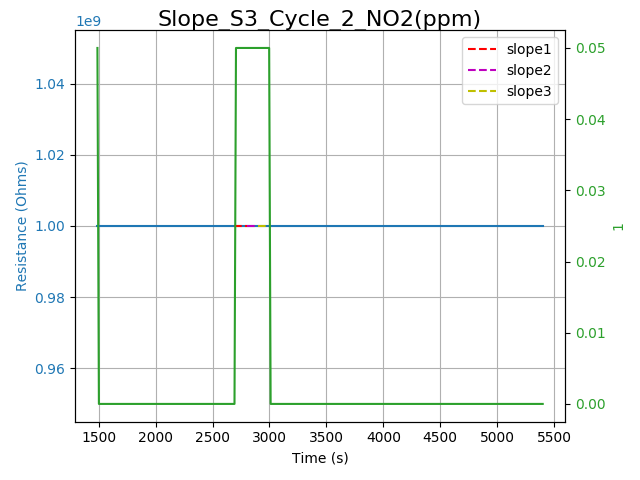 Slope_S3_Cycle_2_NO2(ppm)
1e9
1.04
1.02
1.00
0.98
0.96
Resistance (Ohms)
slope1
slope2
slope3
0.05
0.04
0.03
0.02
0.01
0.00
1
1500 2000 2500 3000 3500 4000 4500 5000 5500
Time (s)